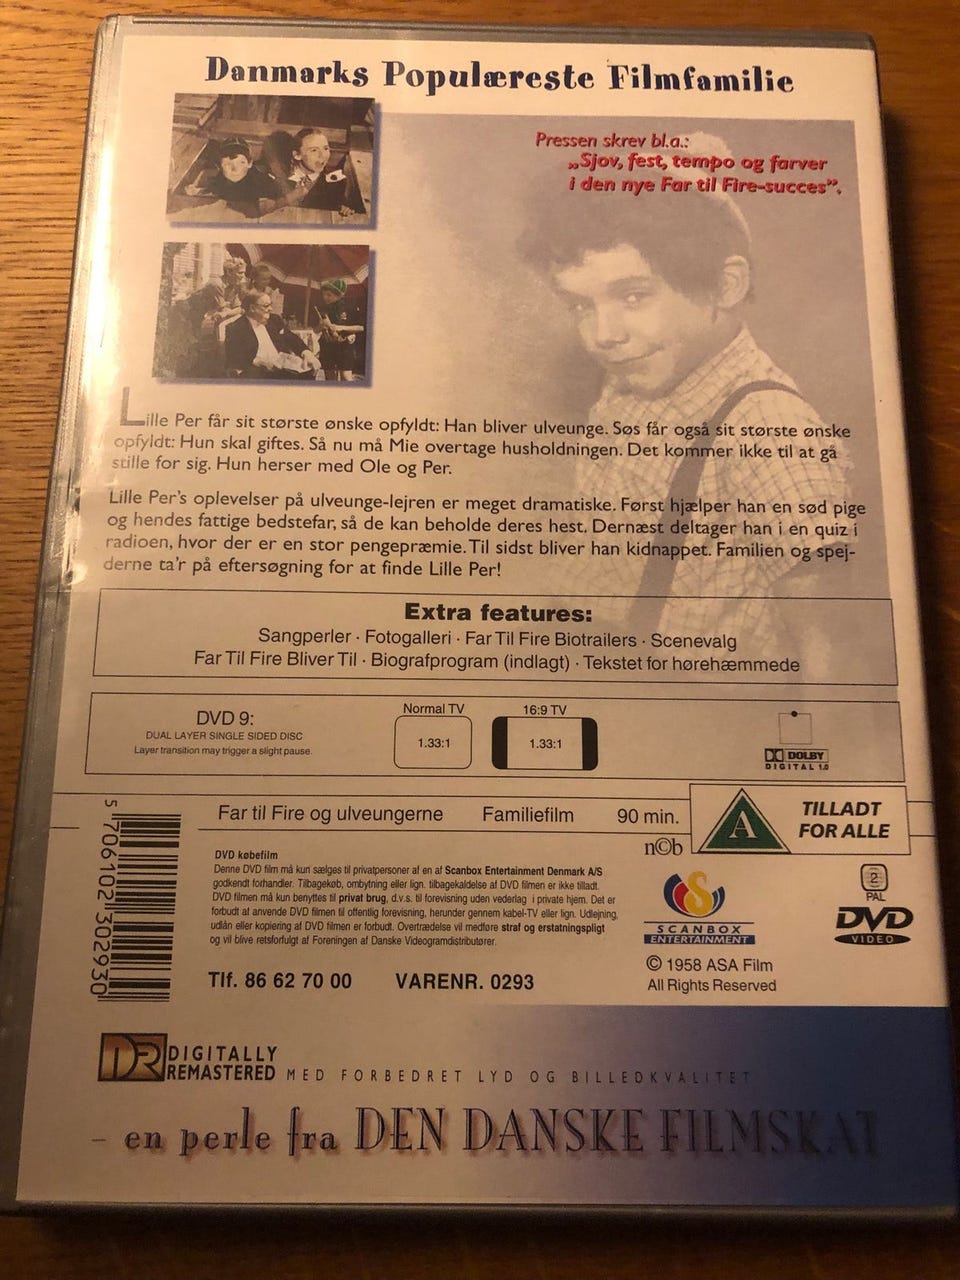 Danmarks Populæreste Filmfamilie
Pressen skrev bl.a.:
„Sjov, fest, tempo og farver
i den nye Far til Fire-succes”.
Lille Per får sit største ønske opfyldt: Han bliver ulveunge. Søs får også sit største ønske
opfyldt: Hun skal giftes. Så nu må Mie overtage husholdningen. Det kommer ikke til at gå
stille for sig. Hun herser med Ole og Per.
Lille Per's oplevelser på ulveunge-lejren er meget dramatiske. Først hjælper han en sød pige
og hendes fattige bedstefar, så de kan beholde deres hest. Dernæst deltager han i en quiz i
radioen, hvor der er en stor pengepræmie. Til sidst bliver han kidnappet. Familien og spej-
derne ta'r på eftersøgning for at finde Lille Per!
Extra features:
Sangperler · Fotogalleri · Far Til Fire Biotrailers · Scenevalg
Far Til Fire Bliver Til · Biografprogram (indlagt) · Tekstet for hørehæmmede
DVD 9:
DUAL LAYER SINGLE SIDED DISC
Layer transition may trigger a slight pause.
Normal TV
1.33:1
16:9 TV
1.33:1
DOLBY
DIGITAL 1.0
Far til Fire og ulveungerne Familiefilm 90 min.
A
TILLADT
FOR ALLE
n©b
5 706102 302930
DVD købefilm
Denne DVD film må kun sælges til privatpersoner af en af Scanbox Entertainment Denmark A/S
godkendt forhandler. Tilbagekøb, ombytning eller lign. tilbagekaldelse af DVD filmen er ikke tilladt.
DVD filmen må kun benyttes til privat brug, d.v.s. til forevisning uden vederlag i private hjem. Det er
forbudt at anvende DVD filmen til offentlig forevisning, herunder gennem kabel-TV eller lign. Udlejning,
udlån eller kopiering af DVD filmen er forbudt. Overtrædelse vil medføre straf og erstatningspligt
og vil blive retsforfulgt af Foreningen af Danske Videogramdistributører.
Tlf. 86 62 70 00 VARENR. 0293
S
SCANBOX
ENTERTAINMENT
© 1958 ASA Film
All Rights Reserved
2
PAL
DVD
VIDEO
DR DIGITALLY
REMASTERED MED FORBEDRET LYD OG BILLEDKVALITET
– en perle fra DEN DANSKE FILMSKAT